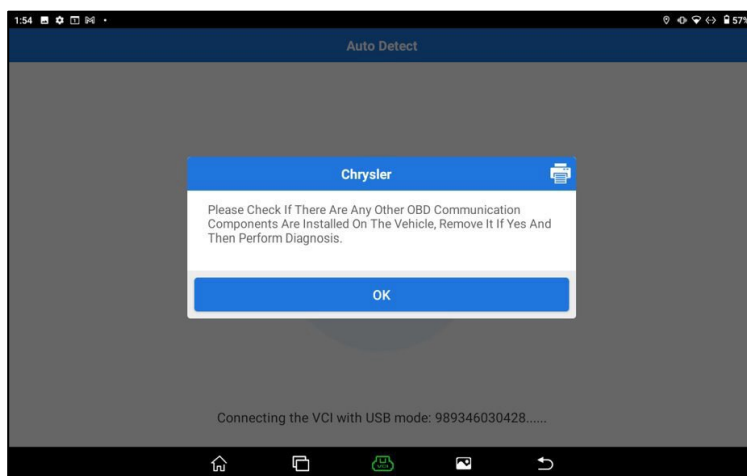 1:54
57%
Auto Detect
Chrysler
Please Check If There Are Any Other OBD Communication
Components Are Installed On The Vehicle, Remove It If Yes And
Then Perform Diagnosis.
OK
Connecting the VCI with USB mode: 989346030428......
VCI